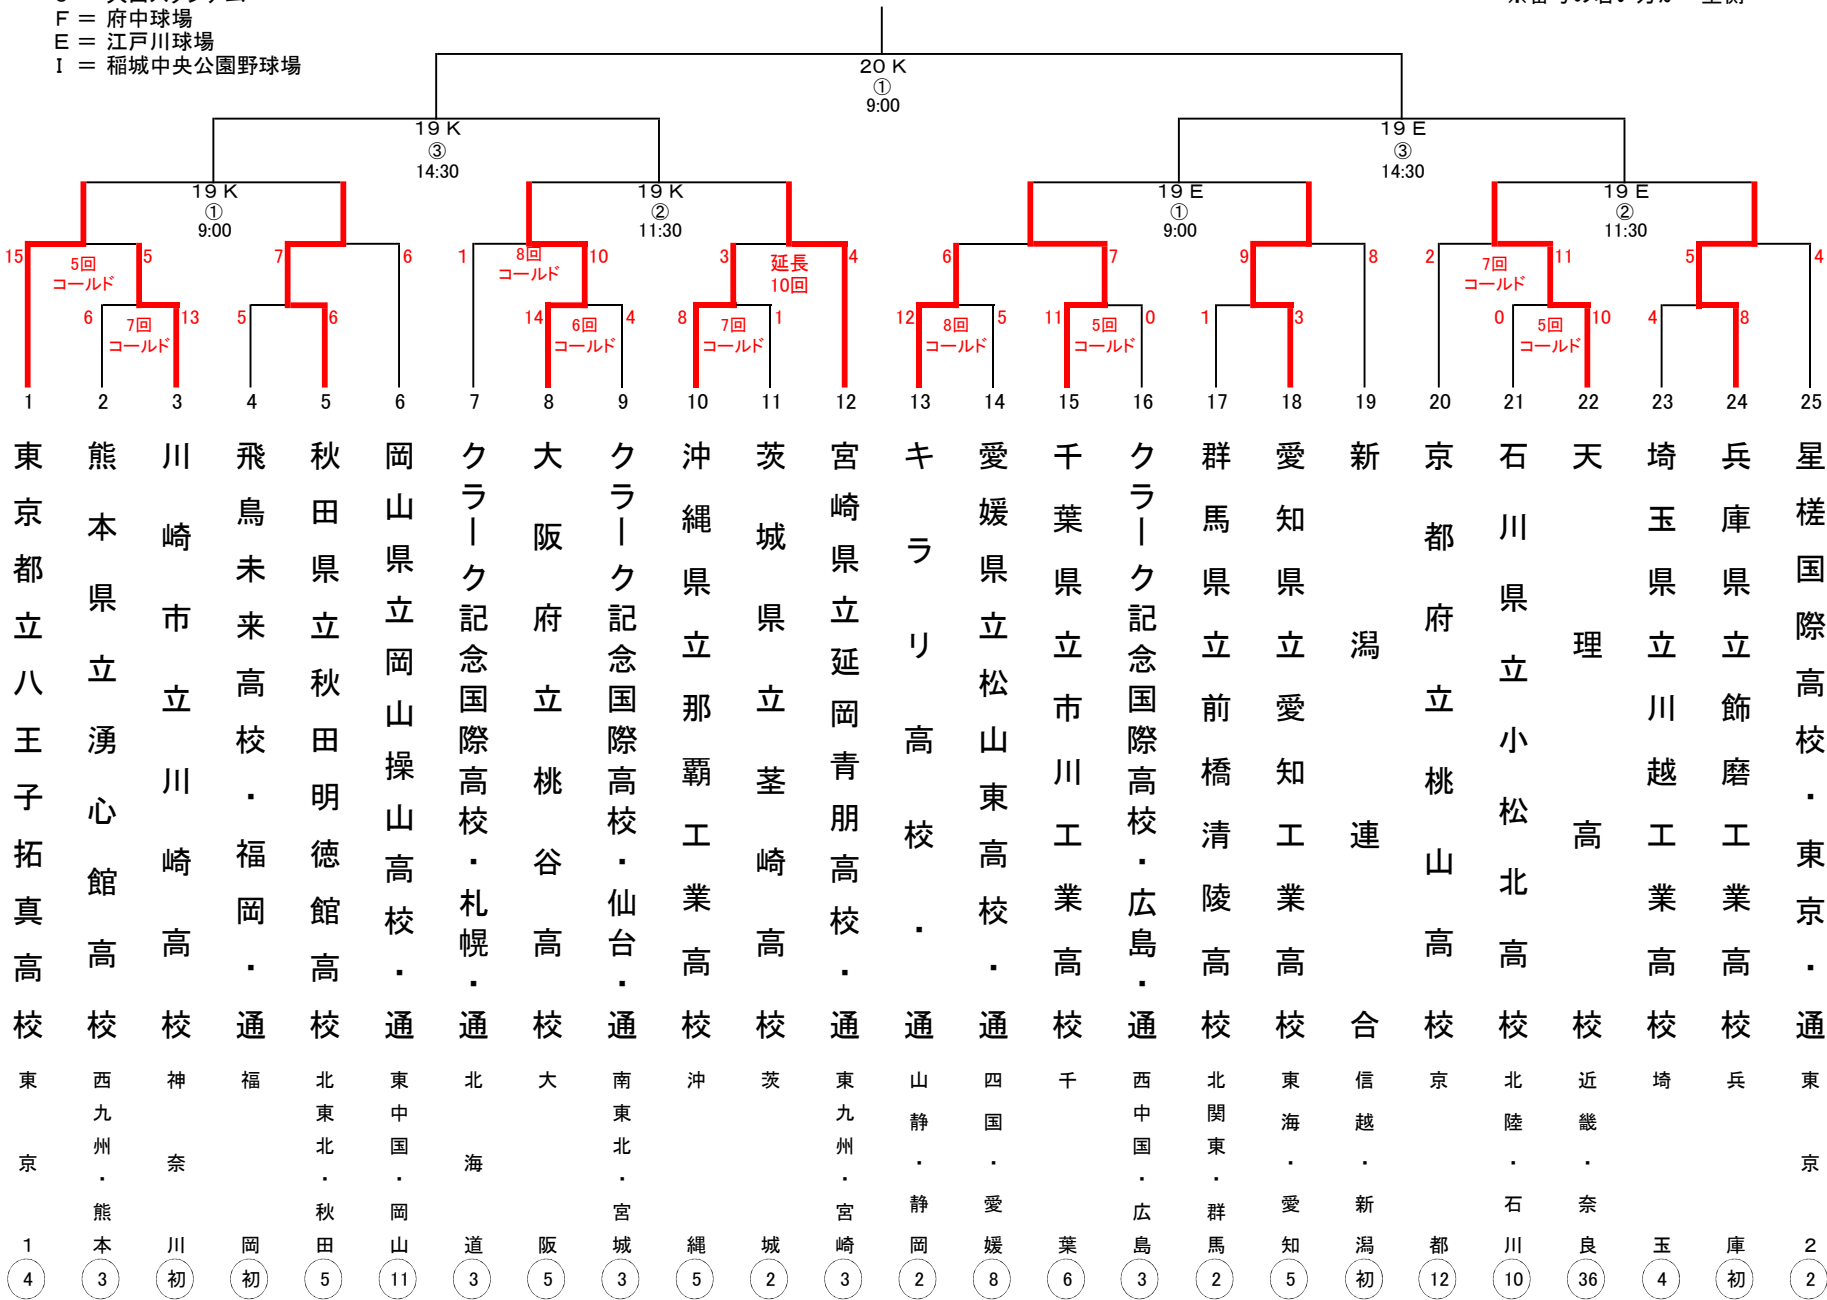 F ＝ 府中球場
E ＝ 江戸川球場
I ＝ 稲城中央公園野球場
20 K
①
9:00
19 K
③
14:30
19 E
③
14:30
19 K
①
9:00
19 K
②
11:30
19 E
①
9:00
19 E
②
11:30
15 5回コールド 5 7 6 1 8回コールド 10 3 延長10回 4 6 7 9 8 2 7回コールド 11 5 4
6 7回コールド 13 5 6 14 6回コールド 4 8 7回コールド 1 12 8回コールド 5 11 5回コールド 0 1 3 0 5回コールド 10 4 8
1 2 3 4 5 6 7 8 9 10 11 12 13 14 15 16 17 18 19 20 21 22 23 24 25
東京都立八王子拓真高校 東京1 4
熊本県立湧心館高校 西九州・熊本 3
川崎市立川崎高校 神奈川 初
飛鳥未来高校・福岡・通 福岡 初
秋田県立秋田明徳館高校 北東北・秋田 5
岡山県立岡山操山高校・通 東中国・岡山 11
クラーク記念国際高校・札幌・通 北海道 3
大阪府立桃谷高校 大阪 5
クラーク記念国際高校・仙台・通 南東北・宮城 3
沖縄県立那覇工業高校 沖縄 5
茨城県立茎崎高校 茨城 2
宮崎県立延岡青朋高校・通 東九州・宮崎 3
キラリ高校・通 山静・静岡 2
愛媛県立松山東高校・通 四国・愛媛 8
千葉県立市川工業高校 千葉 6
クラーク記念国際高校・広島・通 西中国・広島 3
群馬県立前橋清陵高校 北関東・群馬 2
愛知県立愛知工業高校 東海・愛知 5
新潟連合 信越・新潟 初
京都府立桃山高校 京都 12
石川県立小松北高校 北陸・石川 10
天理高校 近畿・奈良 36
埼玉県立川越工業高校 埼玉 4
兵庫県立飾磨工業高校 兵庫 初
星槎国際高校・東京・通 東京2 2